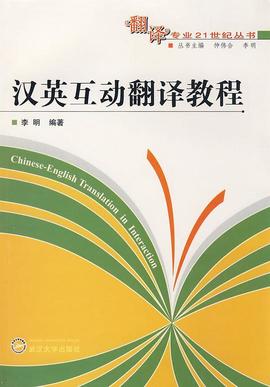 翻译专业21世纪丛书
丛书主编 仲伟合 李明
汉英互动翻译教程
李明 编著
Chinese-English
Translation
in Interaction
武汉大学出版社